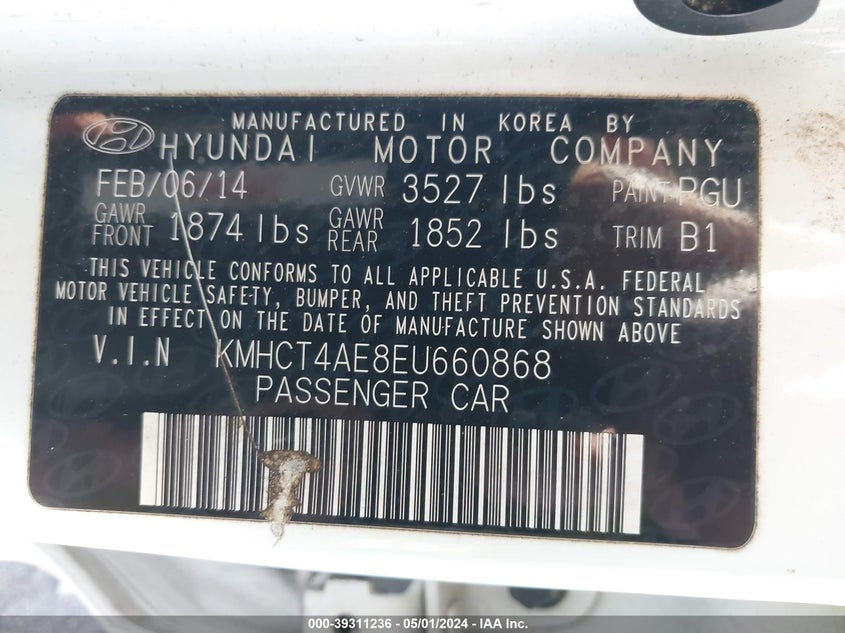 MANUFACTURED IN KOREA BY
HYUNDAI MOTOR COMPANY
FEB/06/14 GVWR 3527 lbs PAINT PGU
GAWR FRONT 1874 lbs GAWR REAR 1852 lbs TRIM B1
THIS VEHICLE CONFORMS TO ALL APPLICABLE U.S.A. FEDERAL
MOTOR VEHICLE SAFETY, BUMPER, AND THEFT PREVENTION STANDARDS
IN EFFECT ON THE DATE OF MANUFACTURE SHOWN ABOVE
V.I.N KMHCT4AE8EU660868
PASSENGER CAR
000-39311236 - 05/01/2024 - IAA Inc.